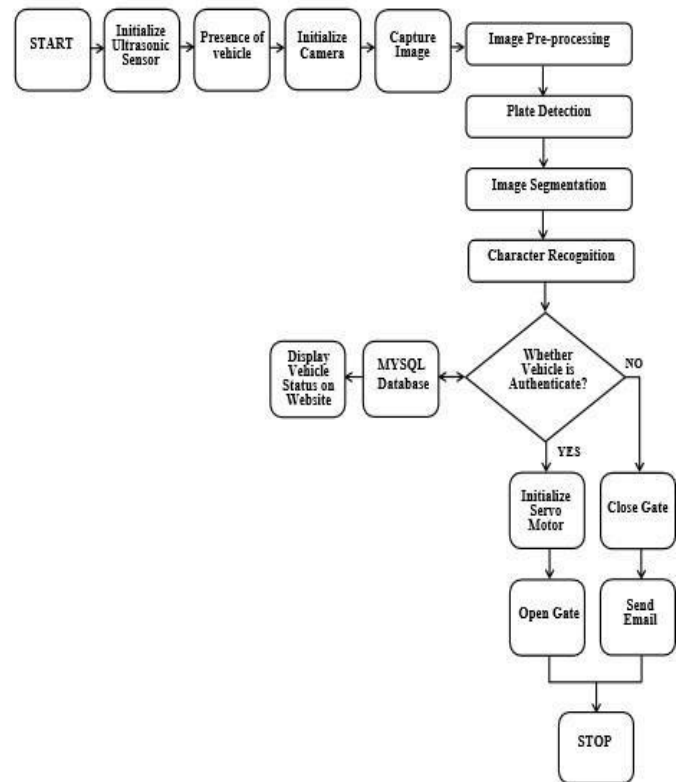 START
Initialize
Ultrasonic
Sensor
Presence of
vehicle
Initialize
Camera
Capture
Image
Image Pre-processing
Plate Detection
Image Segmentation
Character Recognition
Whether
Vehicle is
Authenticate?
NO
MYSQL
Database
Display
Vehicle
Status on
Website
YES
Initialize
Servo
Motor
Close Gate
Open Gate
Send
Email
STOP